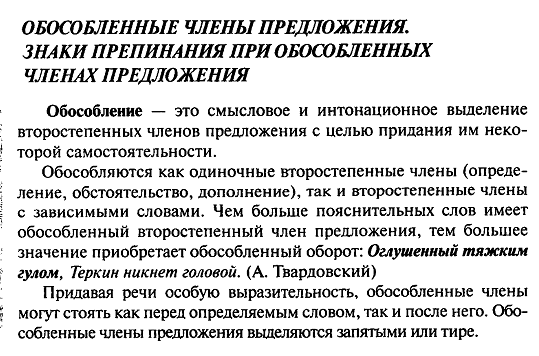 ОБОСОБЛЕННЫЕ ЧЛЕНЫ ПРЕДЛОЖЕНИЯ.
ЗНАКИ ПРЕПИНАНИЯ ПРИ ОБОСОБЛЕННЫХ
ЧЛЕНАХ ПРЕДЛОЖЕНИЯ
Обособление — это смысловое и интонационное выделение
второстепенных членов предложения с целью придания им неко-
торой самостоятельности.
Обособляются как одиночные второстепенные члены (опреде-
ление, обстоятельство, дополнение), так и второстепенные члены
с зависимыми словами. Чем больше пояснительных слов имеет
обособленный второстепенный член предложения, тем большее
значение приобретает обособленный оборот: Оглушенный тяжким
гулом, Теркин никнет головой. (А. Твардовский)
Придавая речи особую выразительность, обособленные члены
могут стоять как перед определяемым словом, так и после него. Обо-
собленные члены предложения выделяются запятыми или тире.